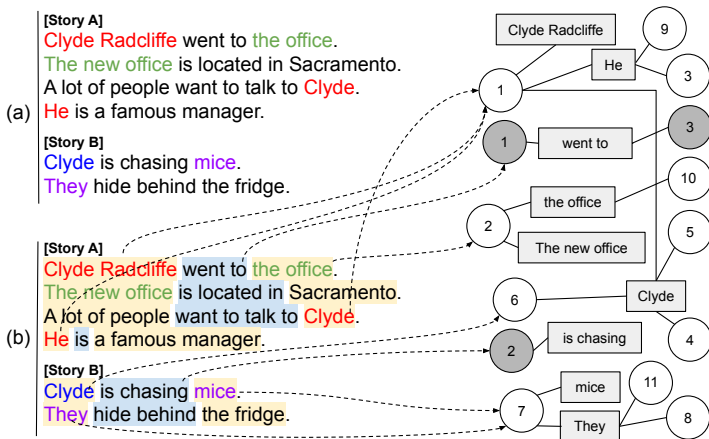 [Story A]
Clyde Radcliffe went to the office.
The new office is located in Sacramento.
A lot of people want to talk to Clyde.
He is a famous manager.
(a)
[Story B]
Clyde is chasing mice.
They hide behind the fridge.
[Story A]
Clyde Radcliffe went to the office.
The new office is located in Sacramento.
A lot of people want to talk to Clyde.
He is a famous manager.
(b)
[Story B]
Clyde is chasing mice.
They hide behind the fridge.
Clyde Radcliffe
9
He
1
3
1
went to
3
10
the office
2
The new office
5
6
Clyde
2
is chasing
4
mice
11
7
They
8